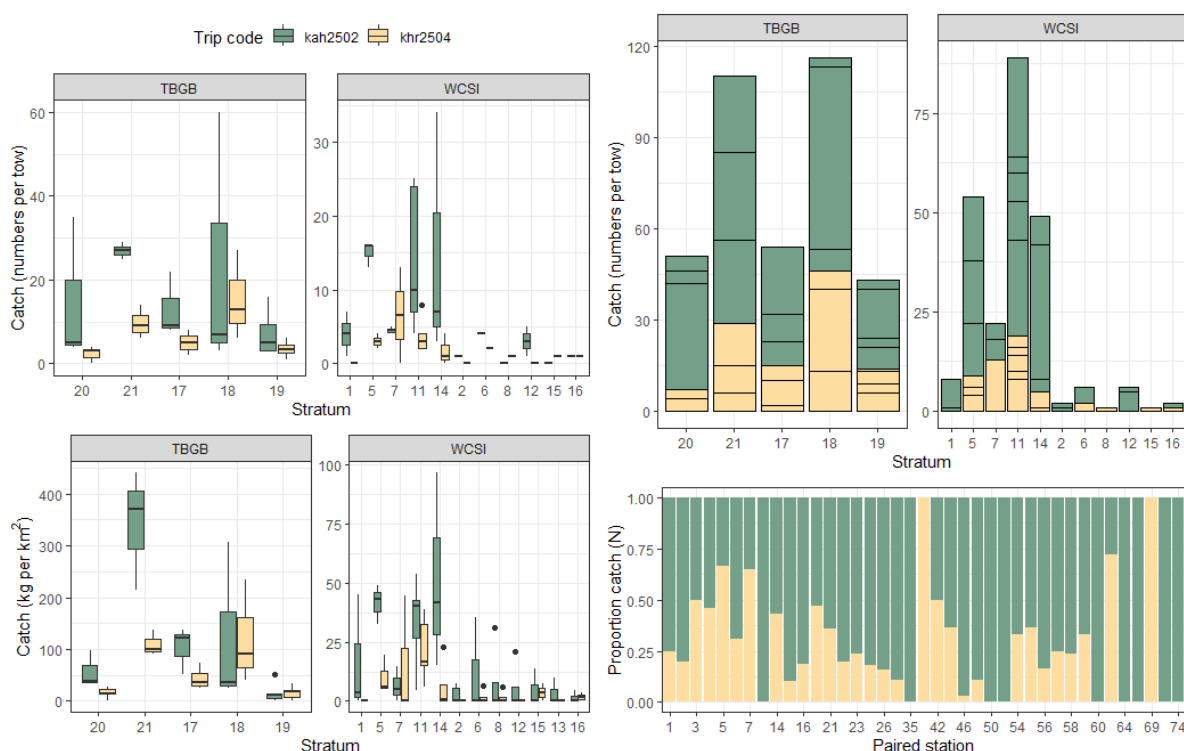 Trip code kah2502 khr2504
TBGB WCSI
Catch (numbers per tow)
60
40
20
0
30
20
10
0
20 21 17 18 19
1 5 7 11 14 2 6 8 12 15 16
Stratum
TBGB WCSI
Catch (numbers per tow)
120
90
60
30
0
75
50
25
0
20 21 17 18 19
1 5 7 11 14 2 6 8 12 15 16
Stratum
TBGB WCSI
Catch (kg per km²)
400
300
200
100
0
100
75
50
25
0
20 21 17 18 19
1 5 7 11 14 2 6 8 12 15 13 16
Stratum
Proportion catch (N)
1.00
0.75
0.50
0.25
0.00
1 3 5 7 14 16 21 23 26 35 42 46 50 54 56 58 60 64 69 74
Paired station